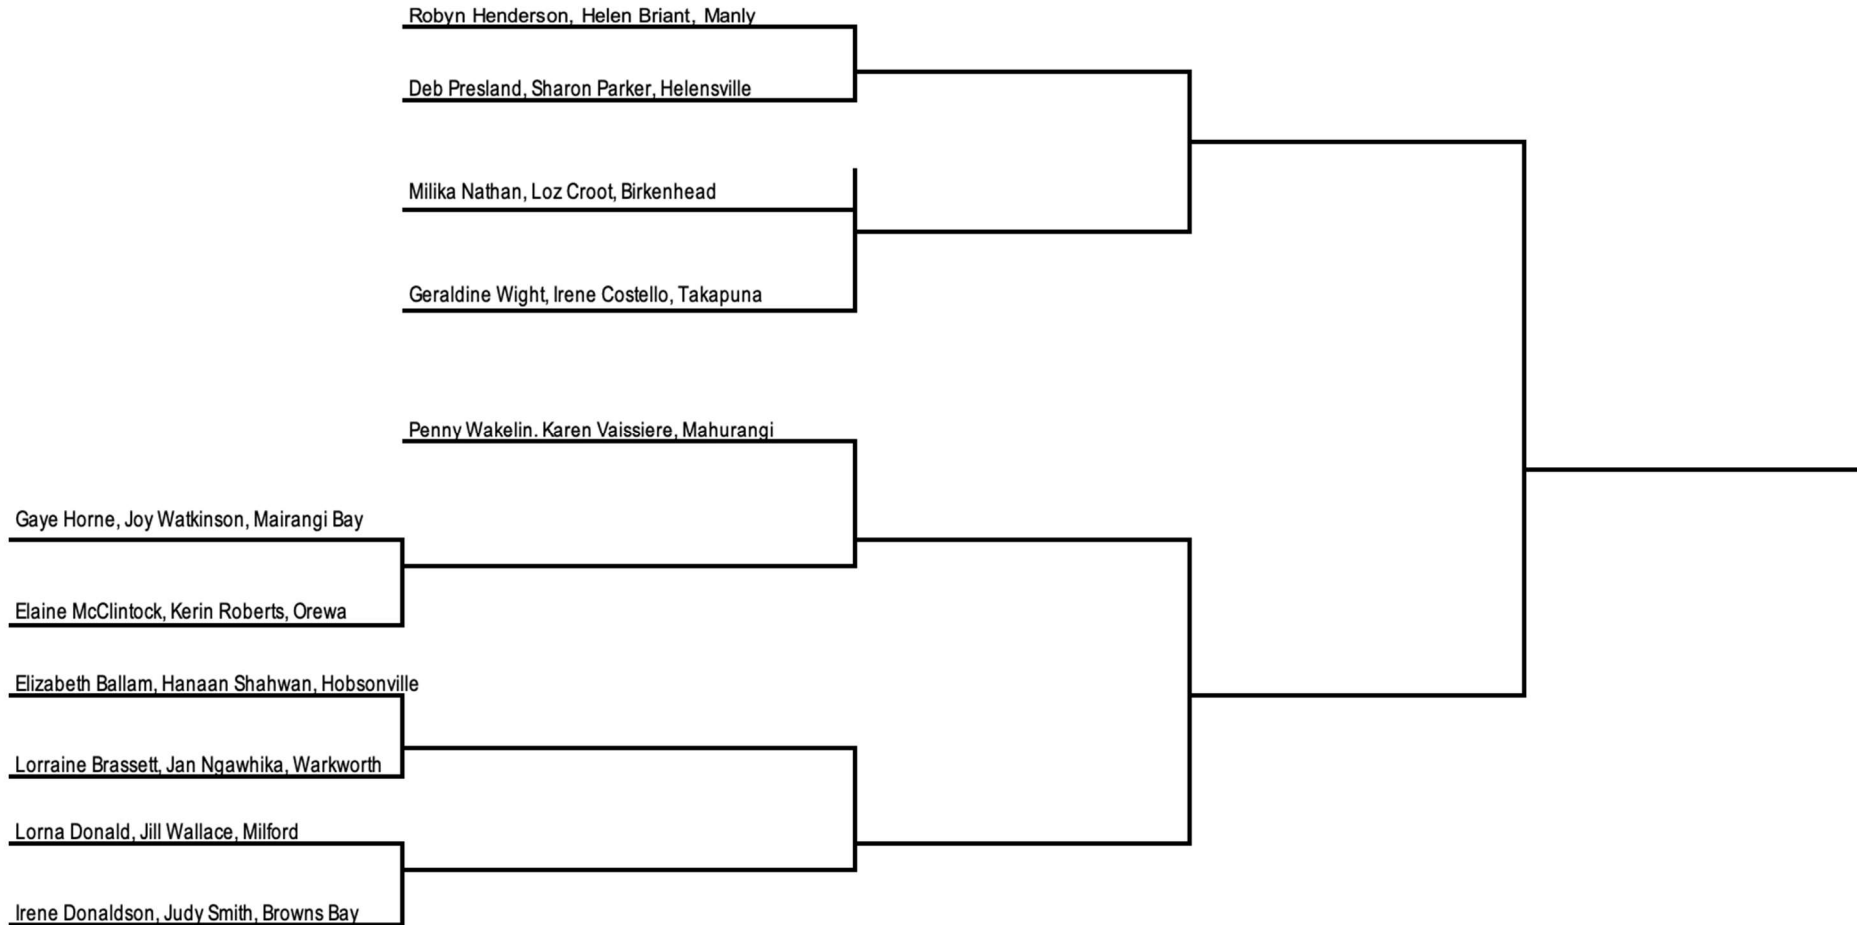 Robyn Henderson, Helen Briant, Manly
Deb Presland, Sharon Parker, Helensville
Milika Nathan, Loz Croot, Birkenhead
Geraldine Wight, Irene Costello, Takapuna
Penny Wakelin. Karen Vaissiere, Mahurangi
Gaye Horne, Joy Watkinson, Mairangi Bay
Elaine McClintock, Kerin Roberts, Orewa
Elizabeth Ballam, Hanaan Shahwan, Hobsonville
Lorraine Brassett, Jan Ngawhika, Warkworth
Lorna Donald, Jill Wallace, Milford
Irene Donaldson, Judy Smith, Browns Bay